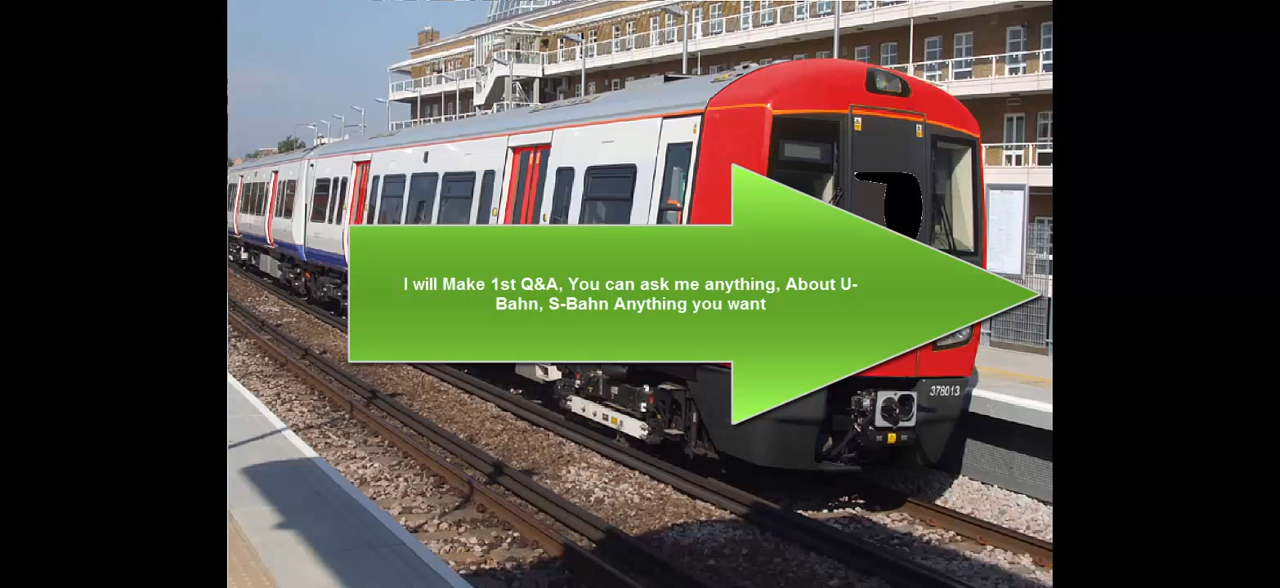 I will Make 1st Q&A, You can ask me anything, About U-
Bahn, S-Bahn Anything you want
378013